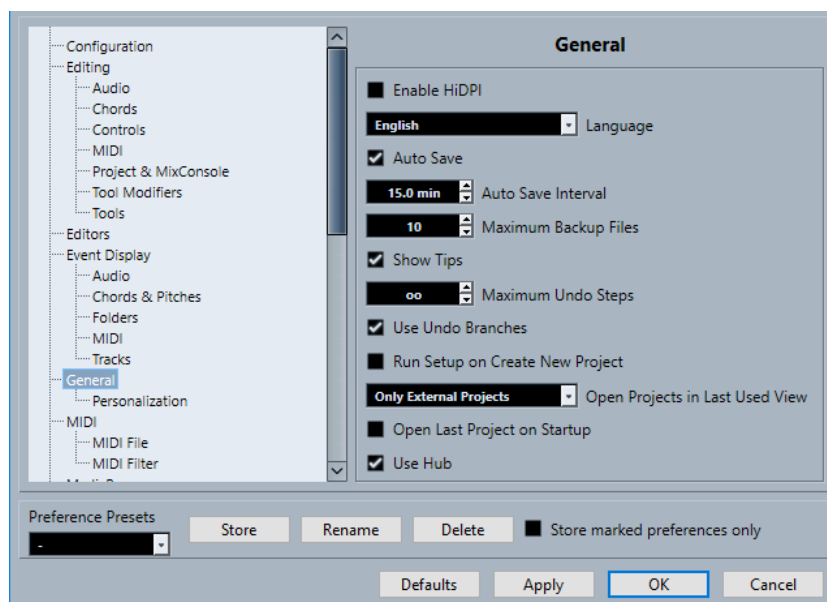 Configuration
Editing
Audio
Chords
Controls
MIDI
Project & MixConsole
Tool Modifiers
Tools
Editors
Event Display
Audio
Chords & Pitches
Folders
MIDI
Tracks
General
Personalization
MIDI
MIDI File
MIDI Filter
General
Enable HiDPI
English Language
Auto Save
15.0 min Auto Save Interval
10 Maximum Backup Files
Show Tips
oo Maximum Undo Steps
Use Undo Branches
Run Setup on Create New Project
Only External Projects Open Projects in Last Used View
Open Last Project on Startup
Use Hub
Preference Presets
-
Store Rename Delete Store marked preferences only
Defaults Apply OK Cancel